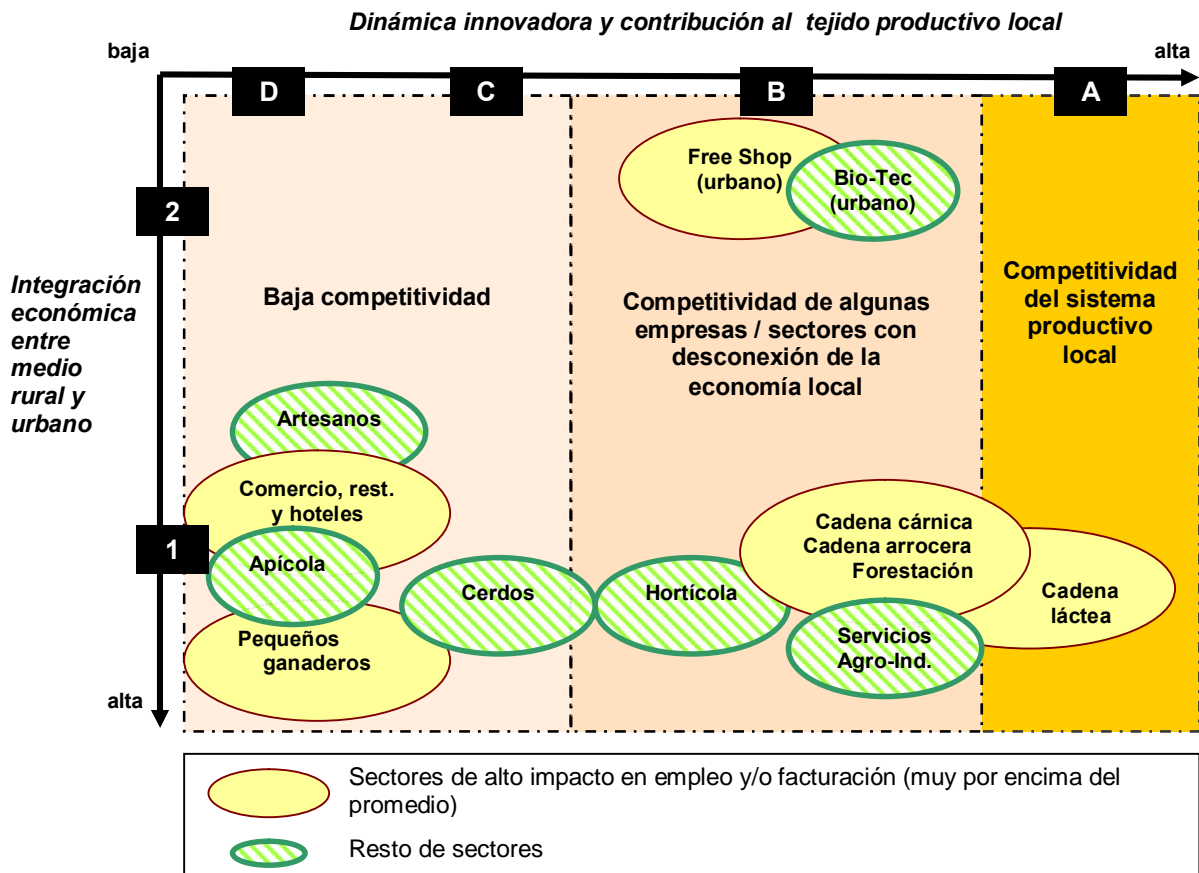 Dinámica innovadora y contribución al tejido productivo local
baja
alta
D
C
B
A
Free Shop
(urbano)
Bio-Tec
(urbano)
2
Integración
económica
entre
medio
rural y
urbano
Baja competitividad
Competitividad de algunas
empresas / sectores con
desconexión de la
economía local
Competitividad
del sistema
productivo
local
Artesanos
Comercio, rest.
y hoteles
1
Apícola
Cerdos
Hortícola
Cadena cárnica
Cadena arrocera
Forestación
Cadena
láctea
Pequeños
ganaderos
Servicios
Agro-Ind.
alta
Sectores de alto impacto en empleo y/o facturación (muy por encima del
promedio)
Resto de sectores